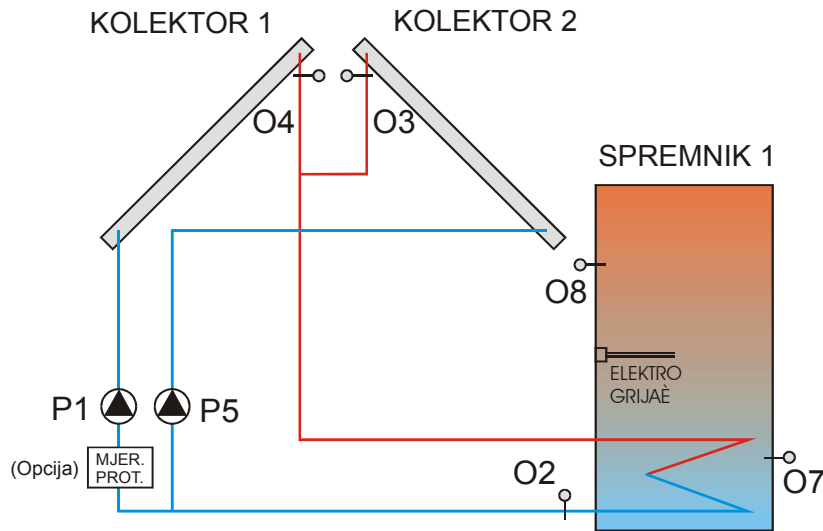 KOLEKTOR 1
KOLEKTOR 2
O4
O3
SPREMNIK 1
O8
ELEKTRO
GRIJAÈ
P1
P5
(Opcija)
MJER.
PROT.
O2
O7